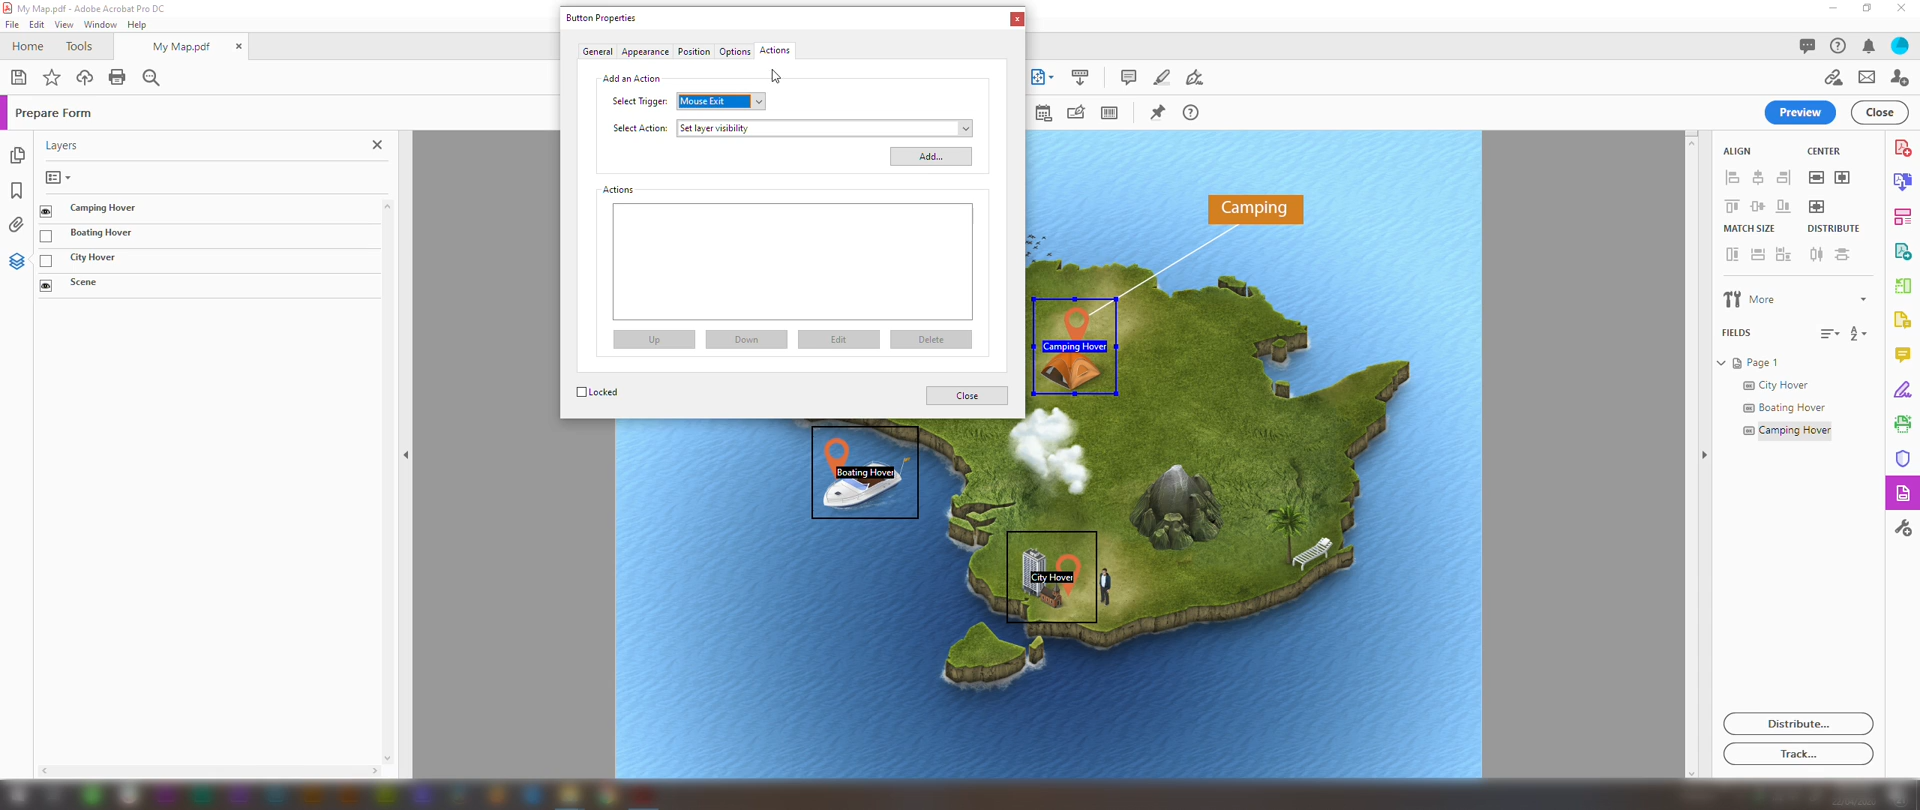 My Map.pdf - Adobe Acrobat Pro DC
File Edit View Window Help
Home Tools My Map.pdf
Prepare Form
Preview Close
Layers
Camping Hover
Boating Hover
City Hover
Scene
Button Properties
General Appearance Position Options Actions
Add an Action
Select Trigger: Mouse Exit
Select Action: Set layer visibility
Add...
Actions
Up Down Edit Delete
Locked
Close
Camping
Camping Hover
Boating Hover
City Hover
ALIGN CENTER
MATCH SIZE DISTRIBUTE
More
FIELDS
Page 1
City Hover
Boating Hover
Camping Hover
Distribute...
Track...